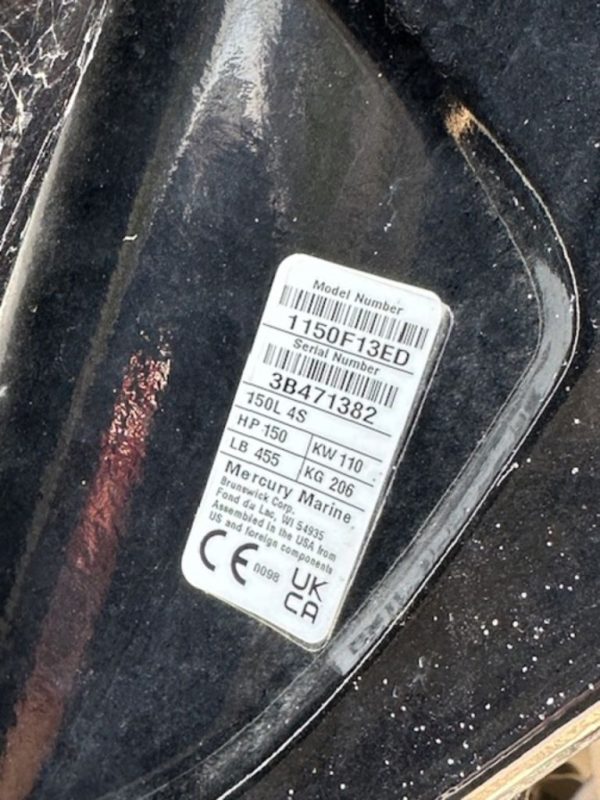 Model Number
1150F13ED
Serial Number
3B471382
150L 4S
HP 150 KW 110
LB 455 KG 206
Mercury Marine
Brunswick Corp.
Fond du Lac, WI 54935
Assembled in the USA from
US and foreign components
CE 0098 UK
CA